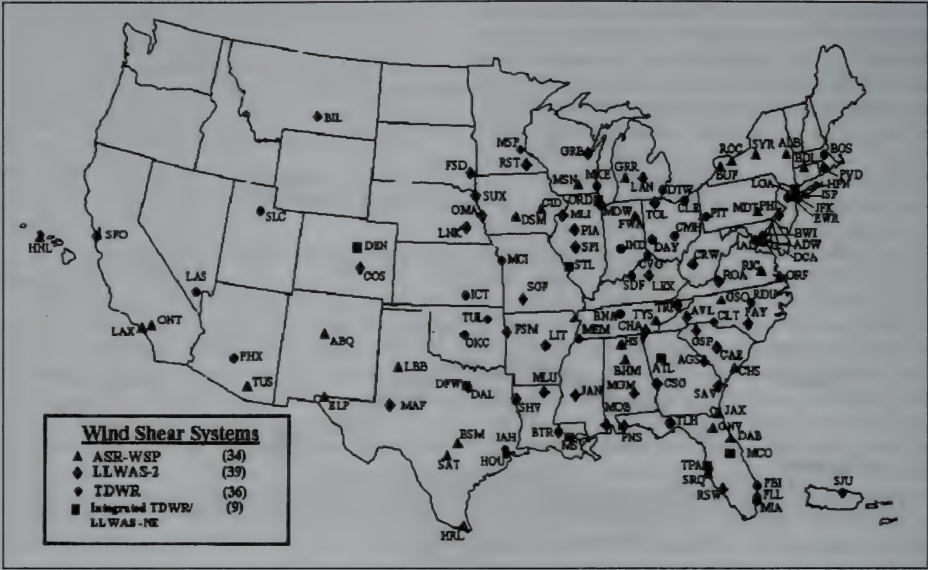 BIL
MSP
RST
GRB
FSD
MSN
MKE
GRR
LAN
DTW
ROC
SYR
ALB
BUF
BDL
BOS
PVD
HPN
LGA
ISP
JFK
EWR
SUX
OMA
LNK
DSM
CID
MLI
ORD
MDW
FWA
TOL
CLE
PIT
MDT
PHL
BWI
ADW
DCA
IAD
SLC
DEN
COS
HNL
SFO
PIA
SPI
IND
DAY
CMH
STL
CVG
SDF
LEX
CRW
ROA
RIC
ORF
MCI
LAS
ICT
SGF
TUL
OKC
FSM
LIT
MEM
BNA
TYS
TRI
CHA
AVL
GSO
RDU
CLT
FAY
GSP
CAE
LAX
ONT
ABQ
PHX
TUS
ELP
LBB
MAF
DFW
DAL
MLU
SHV
JAN
HS
BHM
MGM
ATL
AGS
CSG
CHS
SAV
JAX
MOB
PNS
TLH
GNV
DAB
MCO
BTR
MSY
IAH
HOU
BSM
SAT
HRL
TPA
SRQ
RSW
PBI
FLL
MIA
SJU
Wind Shear Systems
ASR-WSP (34)
LLWAS-2 (39)
TDWR (36)
Integrated TDWR/ (9)
LLWAS-NE